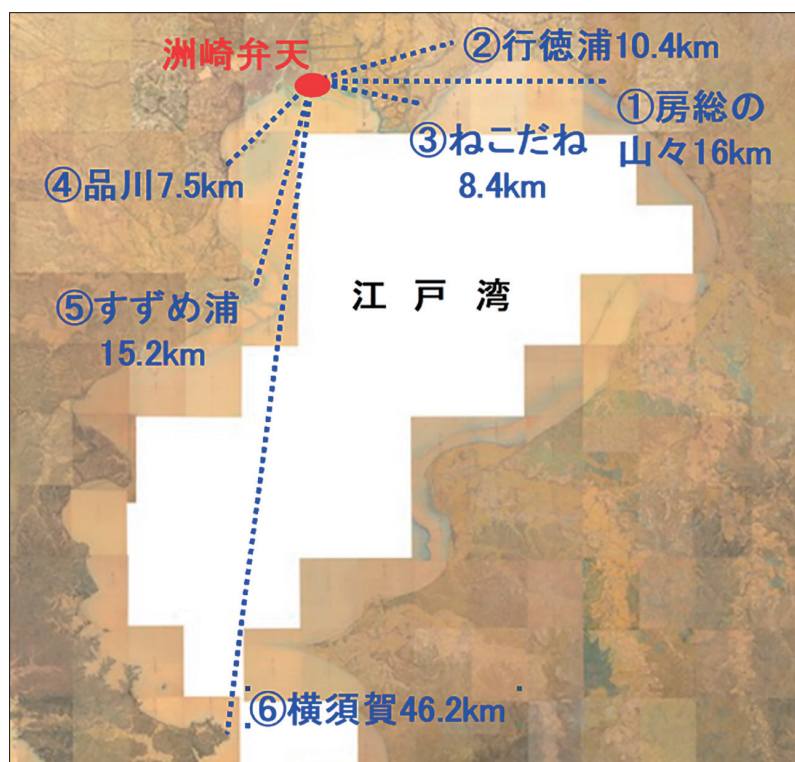 洲崎弁天
②行徳浦10.4km
①房総の
山々16km
③ねこだね
8.4km
④品川7.5km
江戸湾
⑤すずめ浦
15.2km
⑥横須賀46.2km